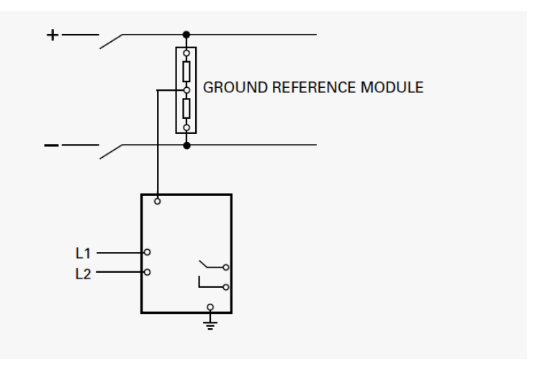 +
GROUND REFERENCE MODULE
−
L1
L2